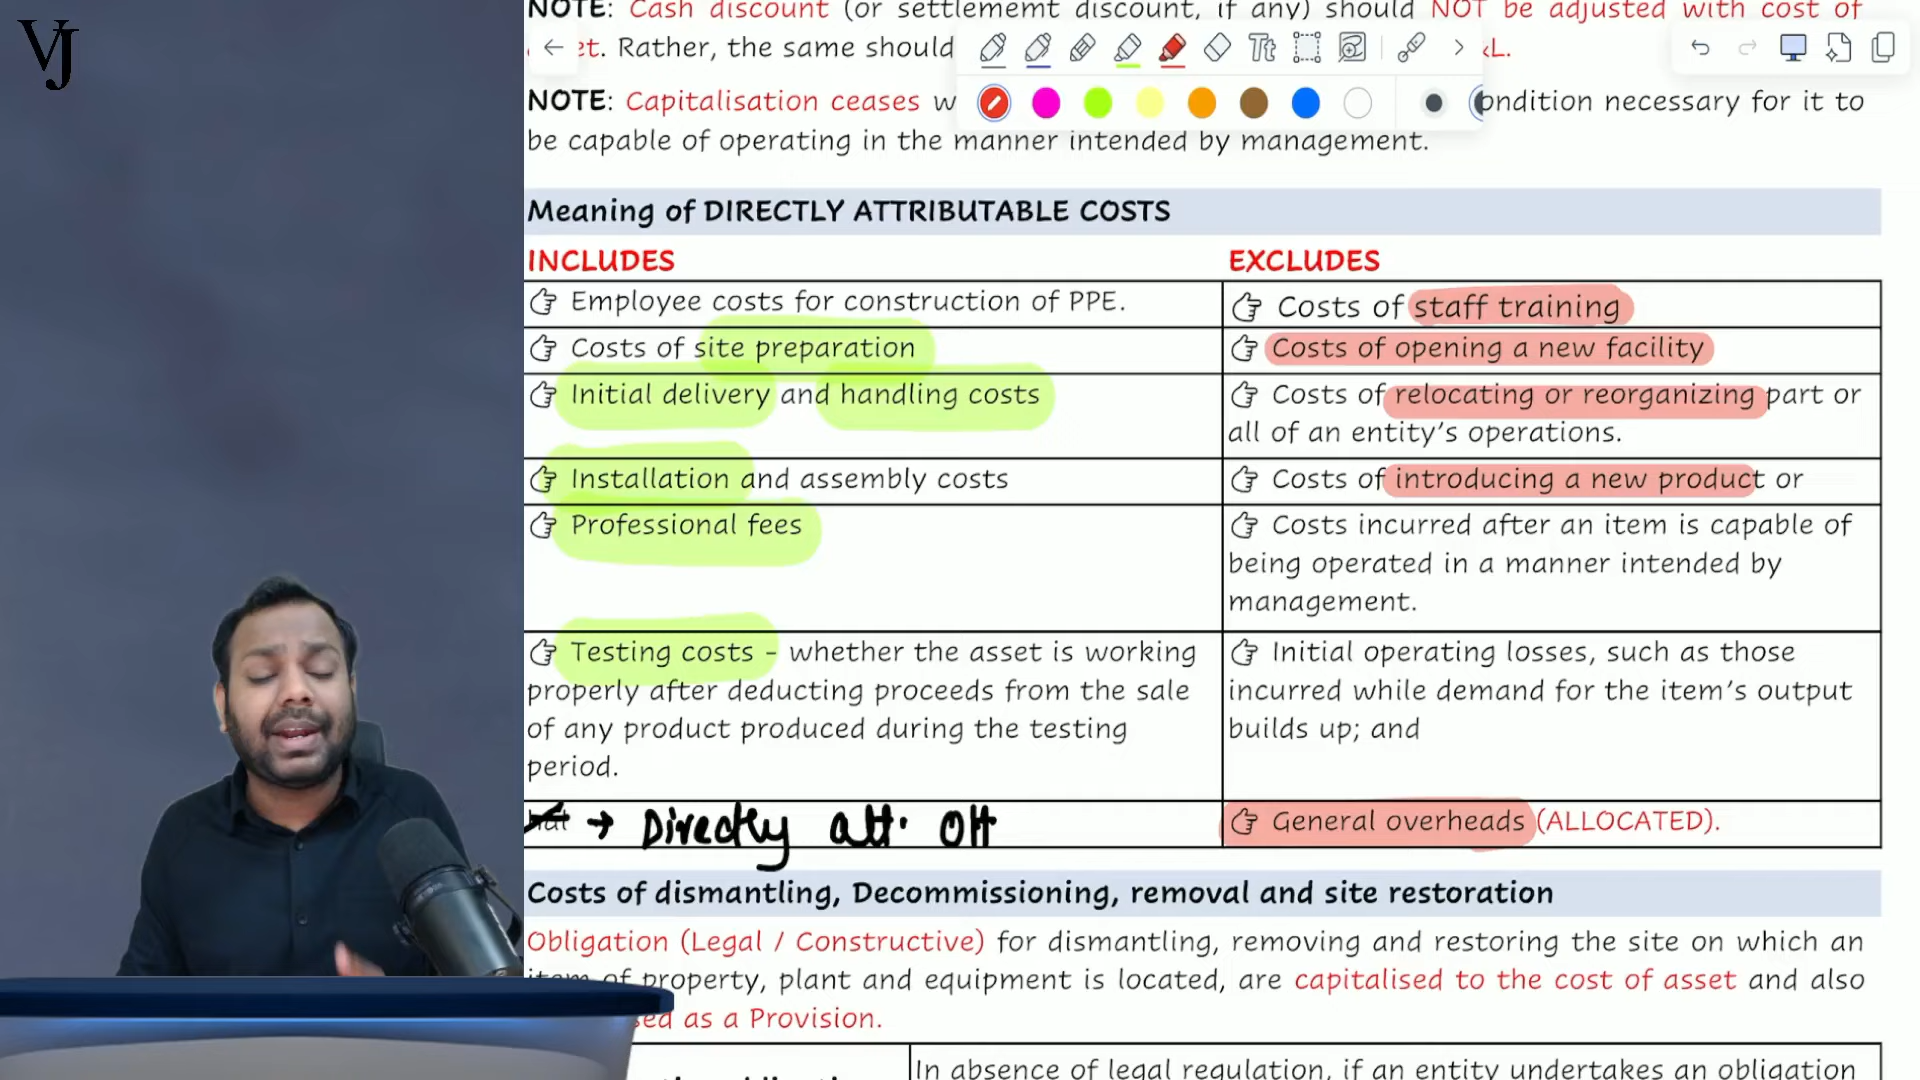 VJ
NOTE: Cash discount (or settlememt discount, if any) should NOT be adjusted with cost of
et. Rather, the same should
L.
NOTE: Capitalisation ceases w
ondition necessary for it to
be capable of operating in the manner intended by management.
Meaning of DIRECTLY ATTRIBUTABLE COSTS
INCLUDES
EXCLUDES
Employee costs for construction of PPE.
Costs of staff training
Costs of site preparation
Costs of opening a new facility
Initial delivery and handling costs
Costs of relocating or reorganizing part or
all of an entity's operations.
Installation and assembly costs
Costs of introducing a new product or
Professional fees
Costs incurred after an item is capable of
being operated in a manner intended by
management.
Testing costs - whether the asset is working
properly after deducting proceeds from the sale
of any product produced during the testing
period.
Initial operating losses, such as those
incurred while demand for the item's output
builds up; and
→ Directly att. OH
General overheads (ALLOCATED).
Costs of dismantling, Decommissioning, removal and site restoration
Obligation (Legal / Constructive) for dismantling, removing and restoring the site on which an
item of property, plant and equipment is located, are capitalised to the cost of asset and also
sed as a Provision.
In absence of legal regulation, if an entity undertakes an obligation